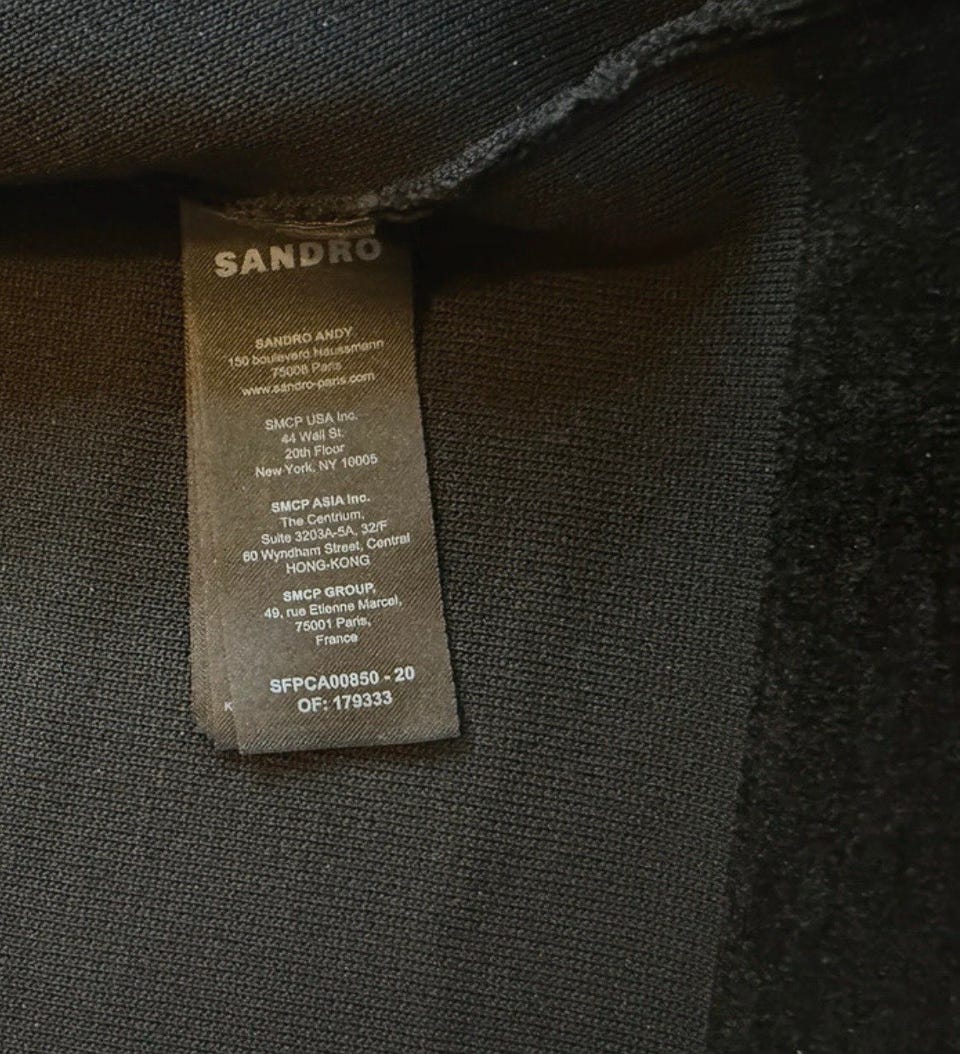 SANDRO
SANDRO ANDY
150 boulevard Haussmann
75008 Paris
www.sandro-paris.com
SMCP USA Inc.
44 Wall St.
20th Floor
New York, NY 10005
SMCP ASIA Inc.
The Centrium,
Suite 3203A-5A, 32/F
60 Wyndham Street, Central
HONG-KONG
SMCP GROUP,
49, rue Etienne Marcel,
75001 Paris,
France
SFPCA00850 - 20
OF: 179333
K